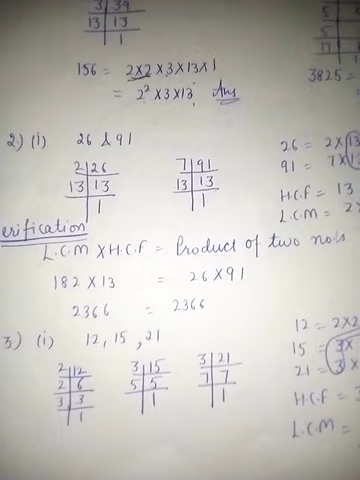 3 39
13 13
1
156 = 2×2×3×13×1
= 2² ×3×13 Ans
3825 =
2.) (i) 26 & 91
2 26
13 13
1
7 91
13 13
1
26 = 2×13
91 = 7×13
H.C.F = 13
L.C.M = 2×
erification
L.C.M × H.C.F = Product of two no.s
182 × 13 = 26 × 91
2366 = 2366
3.) (i) 12, 15, 21
2 12
2 6
3 3
1
3 15
5 5
1
3 21
7 7
1
12 = 2×2
15 = 3×
21 = 3×
H.C.F = 3
L.C.M =